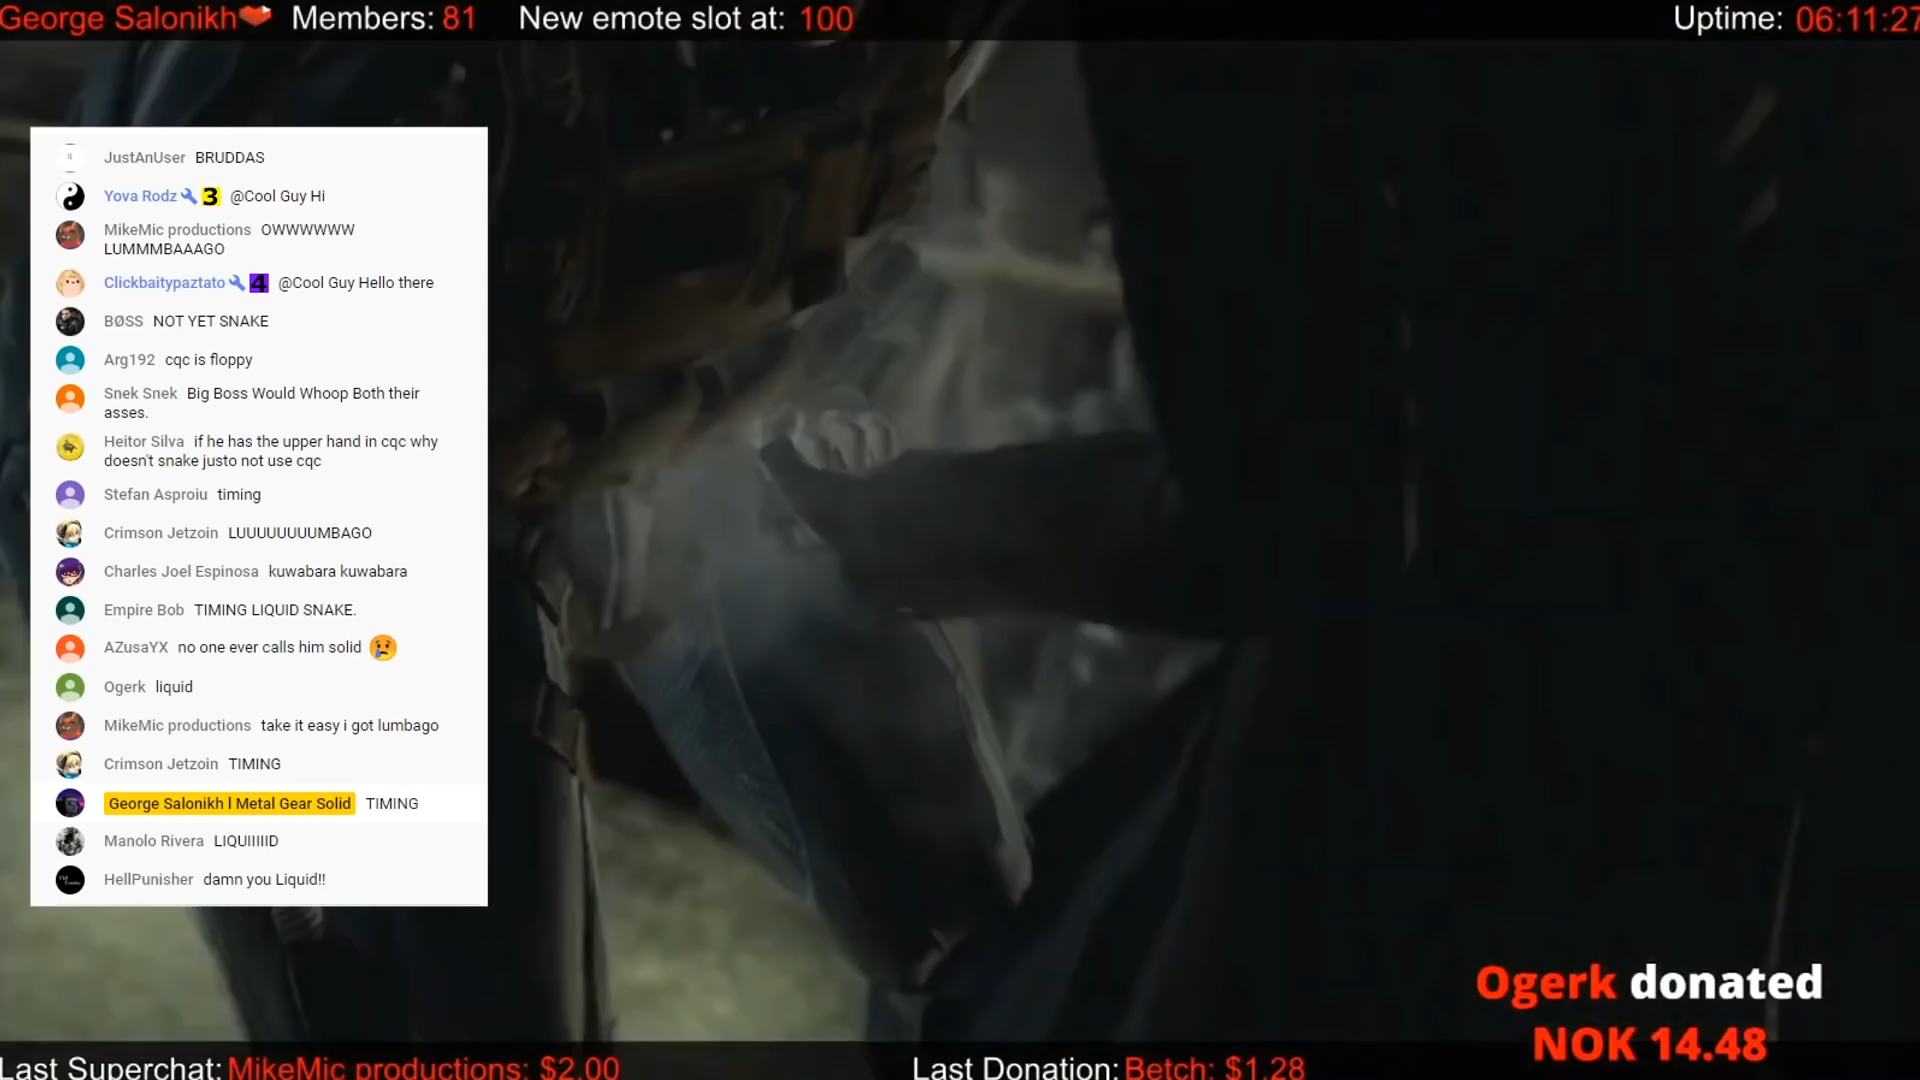 George Salonikh Members: 81 New emote slot at: 100 Uptime: 06:11:27
JustAnUser BRUDDAS
Yova Rodz 3 @Cool Guy Hi
MikeMic productions OWWWWWW
LUMMMBAAAGO
Clickbaitypaztato 4 @Cool Guy Hello there
BØSS NOT YET SNAKE
Arg192 cqc is floppy
Snek Snek Big Boss Would Whoop Both their
asses.
Heitor Silva if he has the upper hand in cqc why
doesn't snake justo not use cqc
Stefan Asproiu timing
Crimson Jetzoin LUUUUUUUUMBAGO
Charles Joel Espinosa kuwabara kuwabara
Empire Bob TIMING LIQUID SNAKE.
AZusaYX no one ever calls him solid 😢
Ogerk liquid
MikeMic productions take it easy i got lumbago
Crimson Jetzoin TIMING
George Salonikh l Metal Gear Solid TIMING
Manolo Rivera LIQUIIIIID
HellPunisher damn you Liquid!!
Ogerk donated
NOK 14.48
Last Superchat: MikeMic productions: $2.00 Last Donation: Betch: $1.28